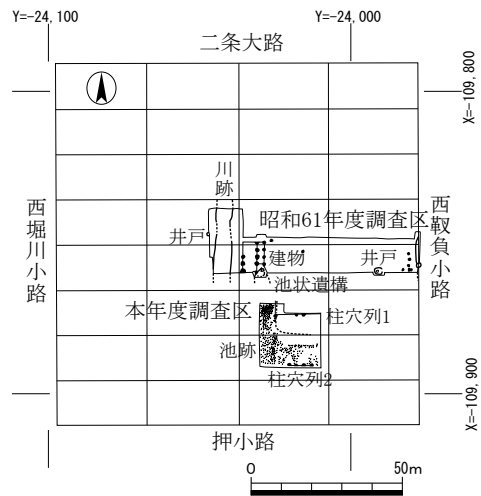 Y=-24, 100
Y=-24, 000
二条大路
X=-109, 800
川跡
昭和61年度調査区
西堀川小路
西靫負小路
井戸
建物
井戸
池状遺構
本年度調査区
柱穴列1
池跡
柱穴列2
X=-109, 900
押小路
0
50m